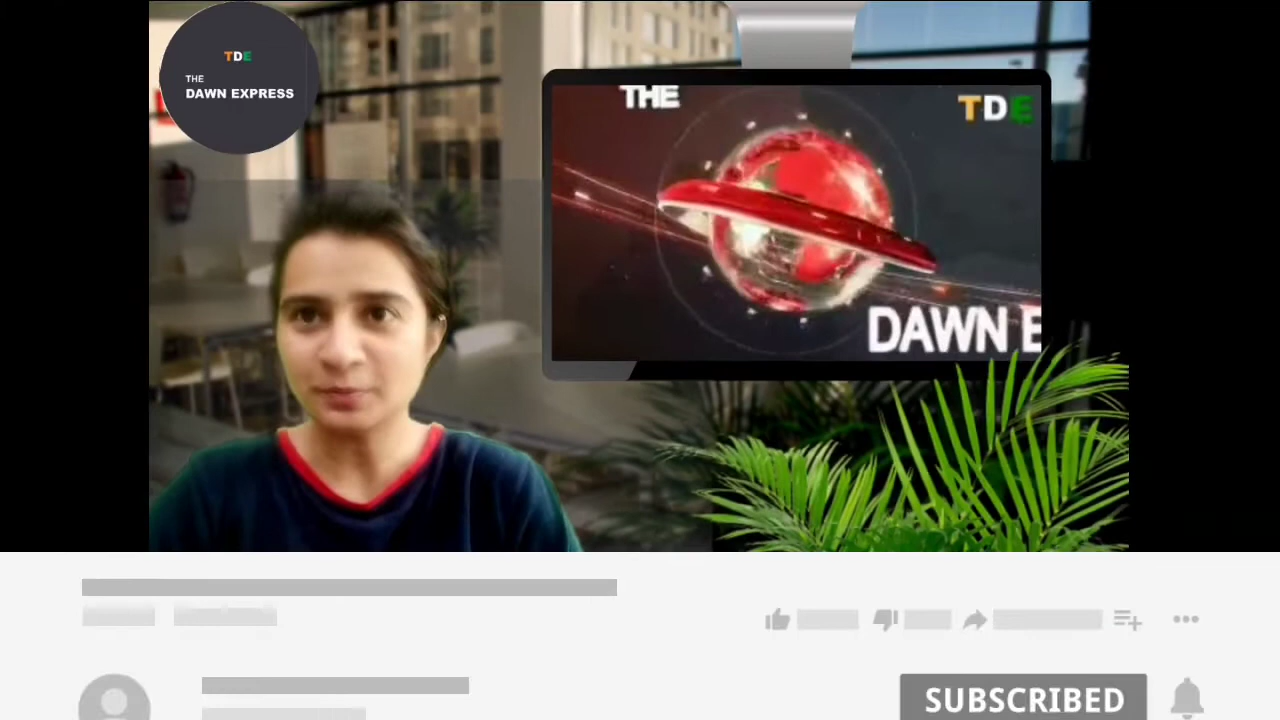 TDE
THE
DAWN EXPRESS
THE
TDE
DAWN E
SUBSCRIBED